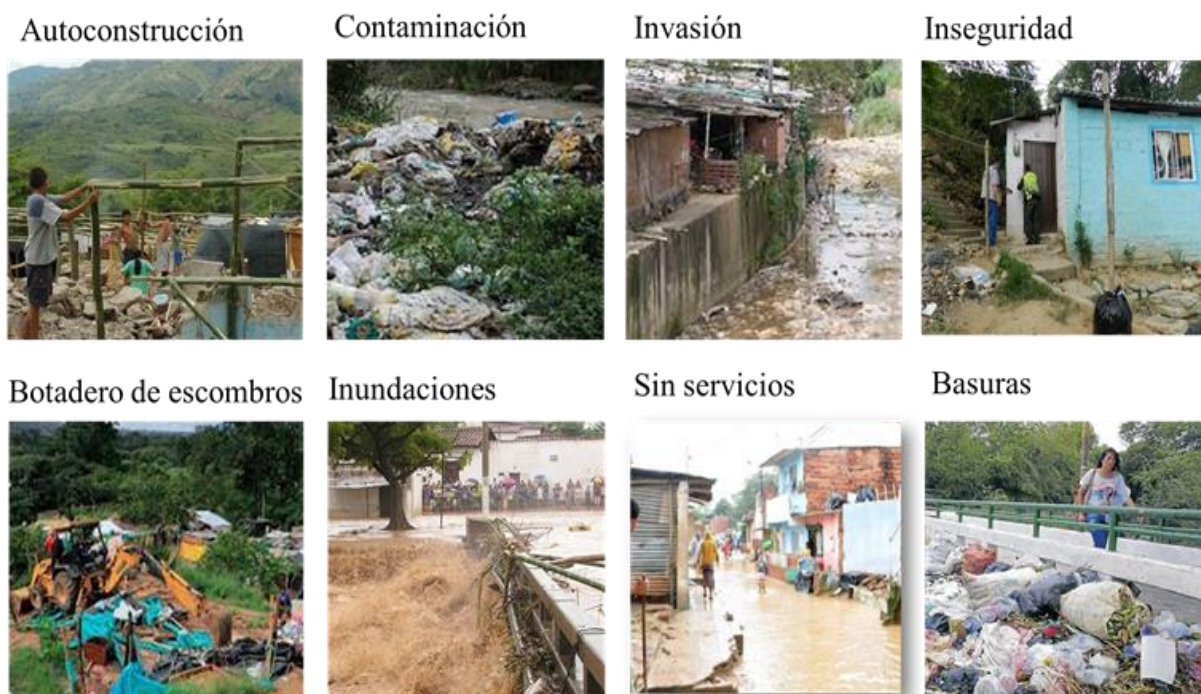 Autoconstrucción
Contaminación
Invasión
Inseguridad
Botadero de escombros
Inundaciones
Sin servicios
Basuras